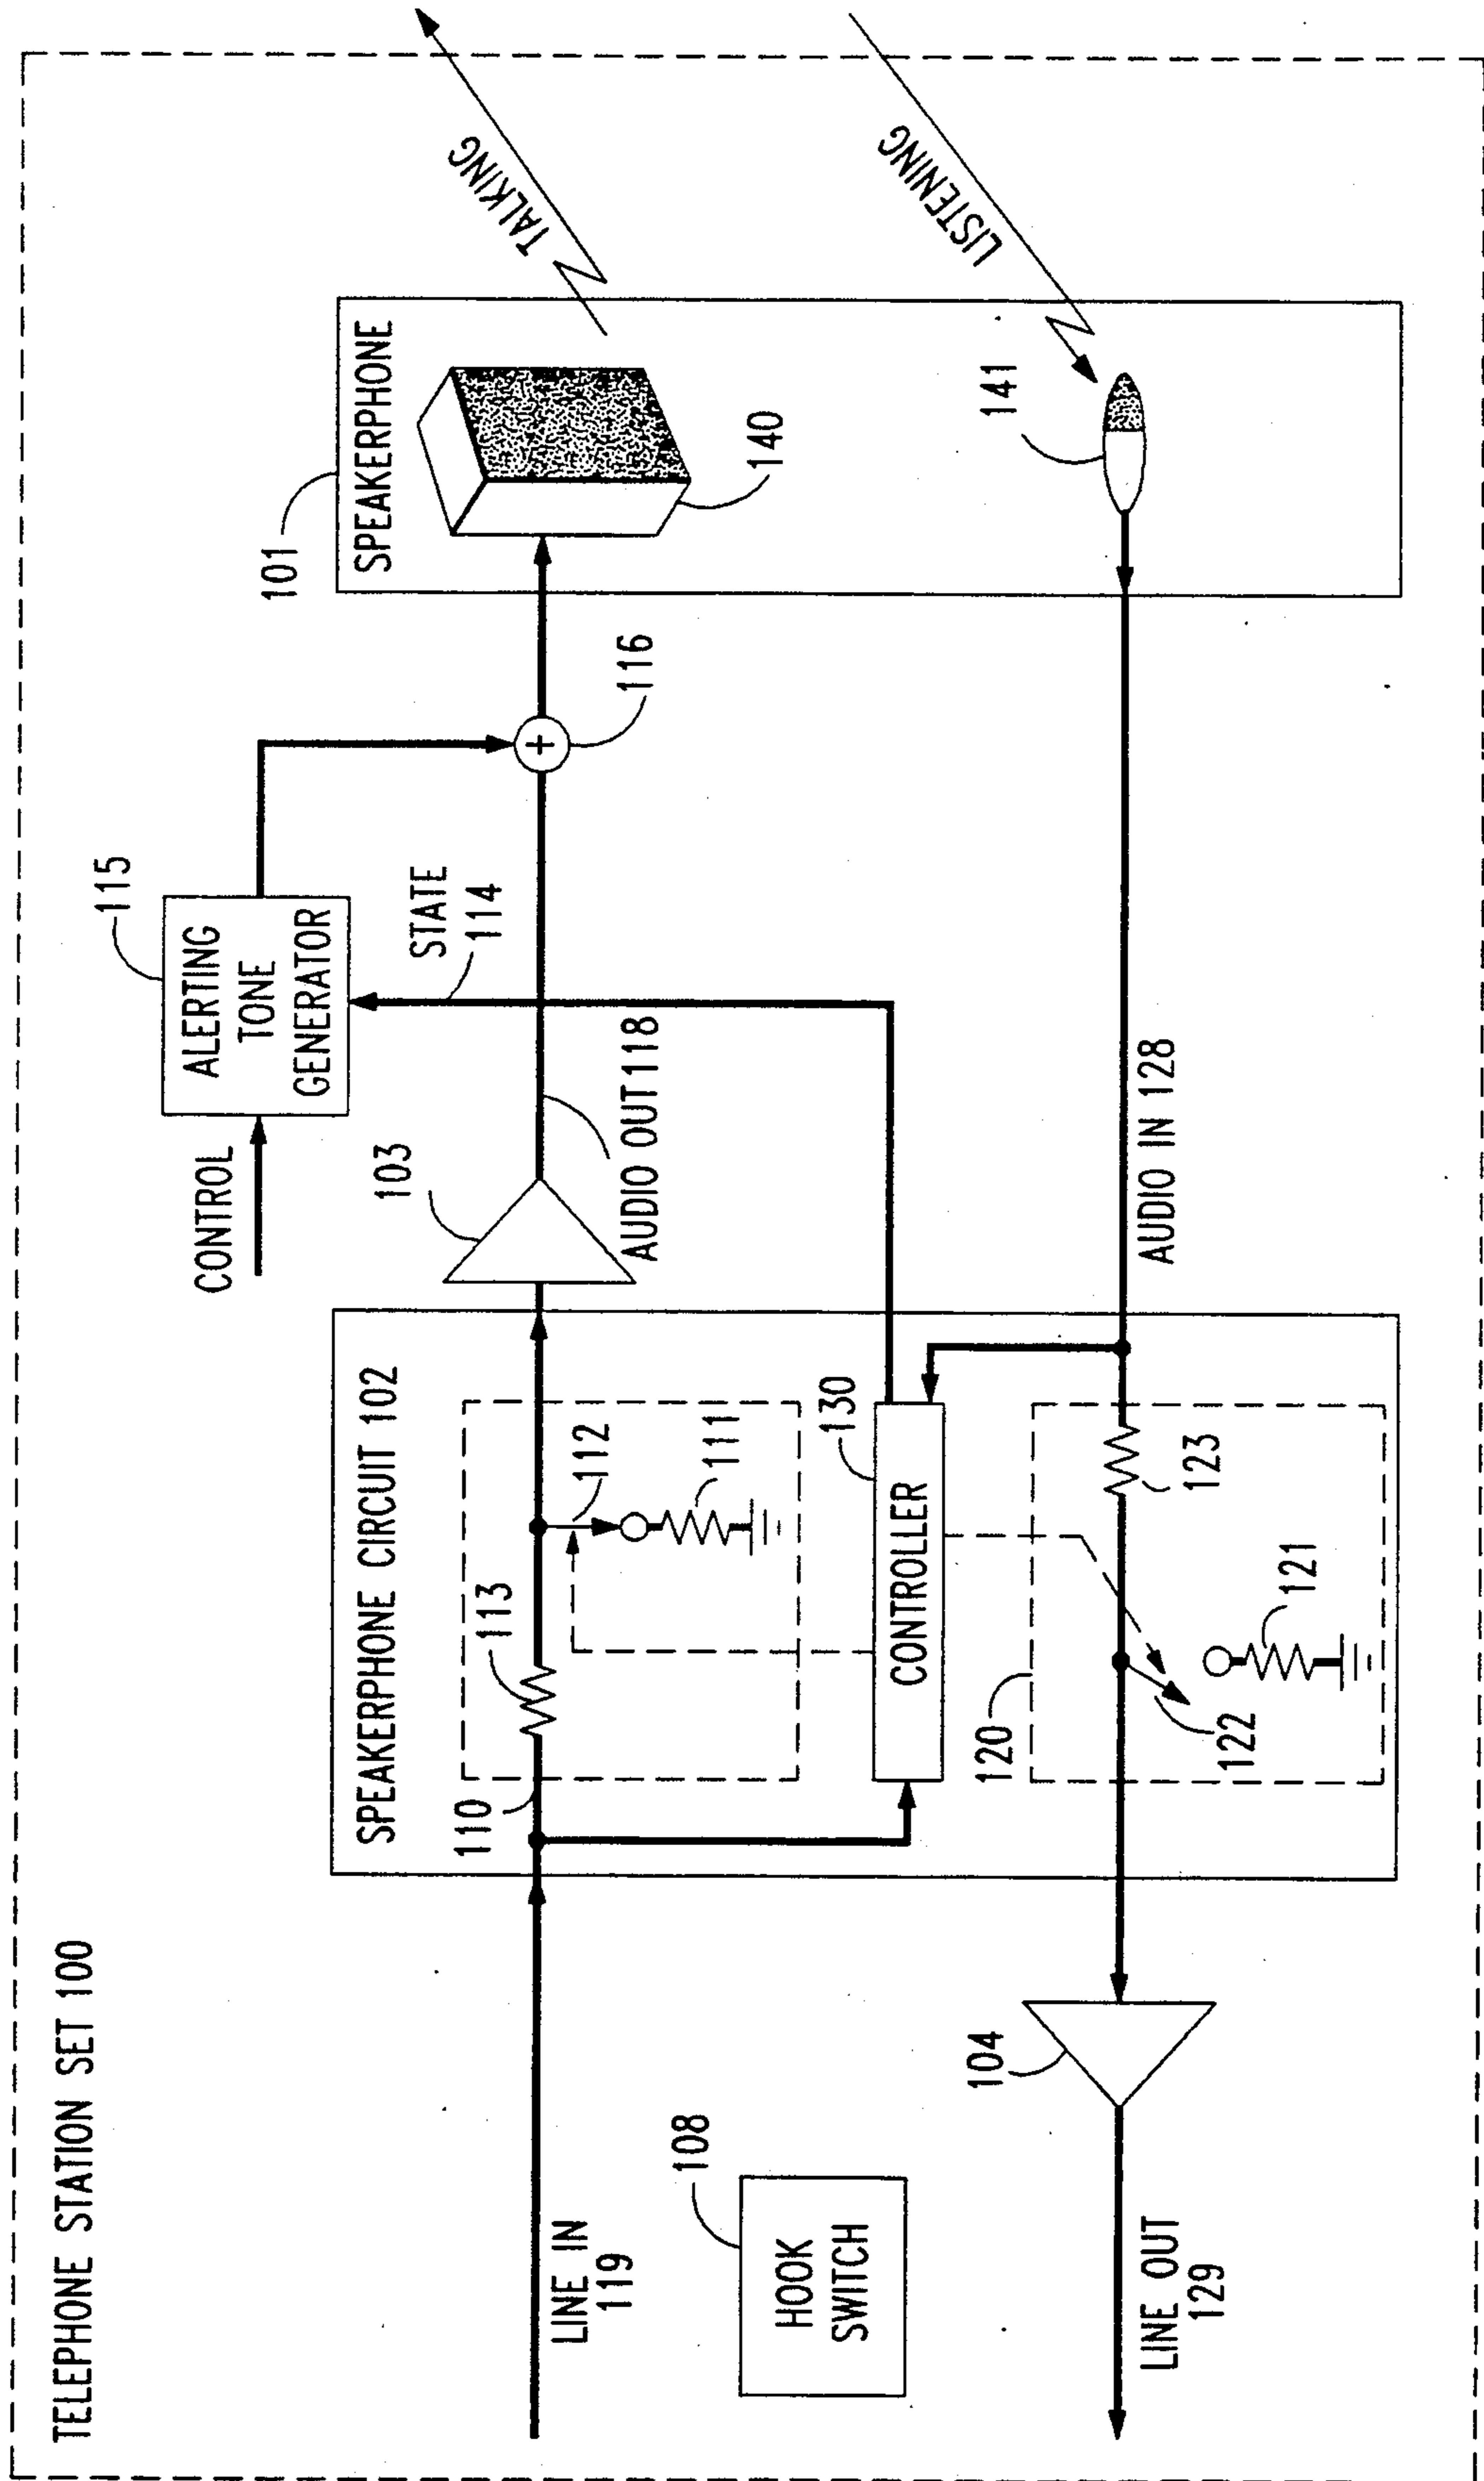 TELEPHONE STATION SET 100
CONTROL
ALERTING
TONE
GENERATOR
115
STATE
114
103
AUDIO OUT 118
116
101
SPEAKERPHONE
140
TALKING
LISTENING
141
LINE IN
119
SPEAKERPHONE CIRCUIT 102
110
113
112
111
130
CONTROLLER
120
122
121
123
AUDIO IN 128
108
HOOK
SWITCH
104
LINE OUT
129
+